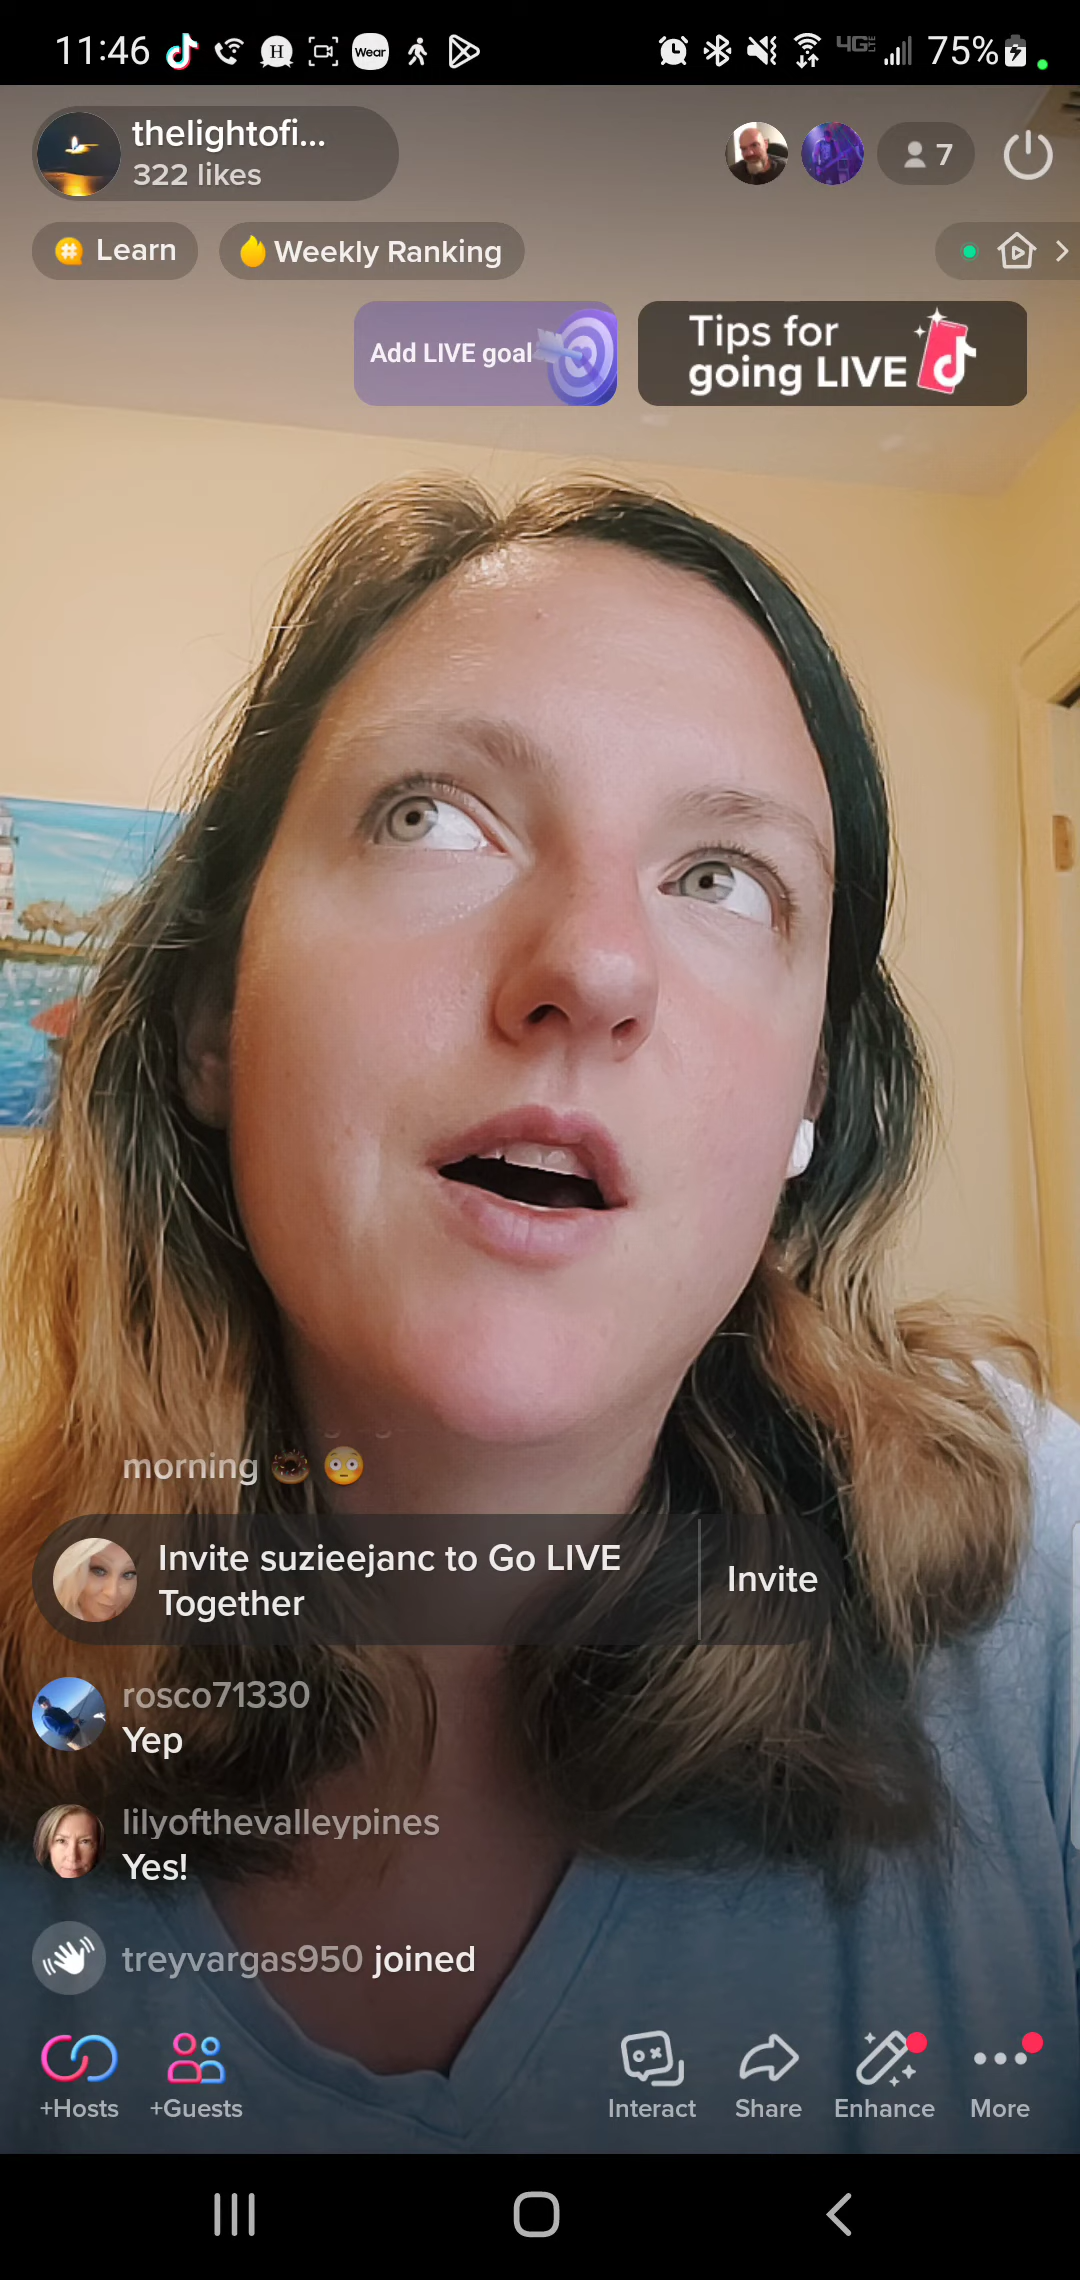 11:46
H
Wear
4GE LTE
75%
thelightofi...
322 likes
7
Learn
Weekly Ranking
Add LIVE goal
Tips for
going LIVE
morning 🍩 😳
Invite suzieejanc to Go LIVE
Together
Invite
rosco71330
Yep
lilyofthevalleypines
Yes!
treyvargas950 joined
+Hosts
+Guests
Interact
Share
Enhance
More